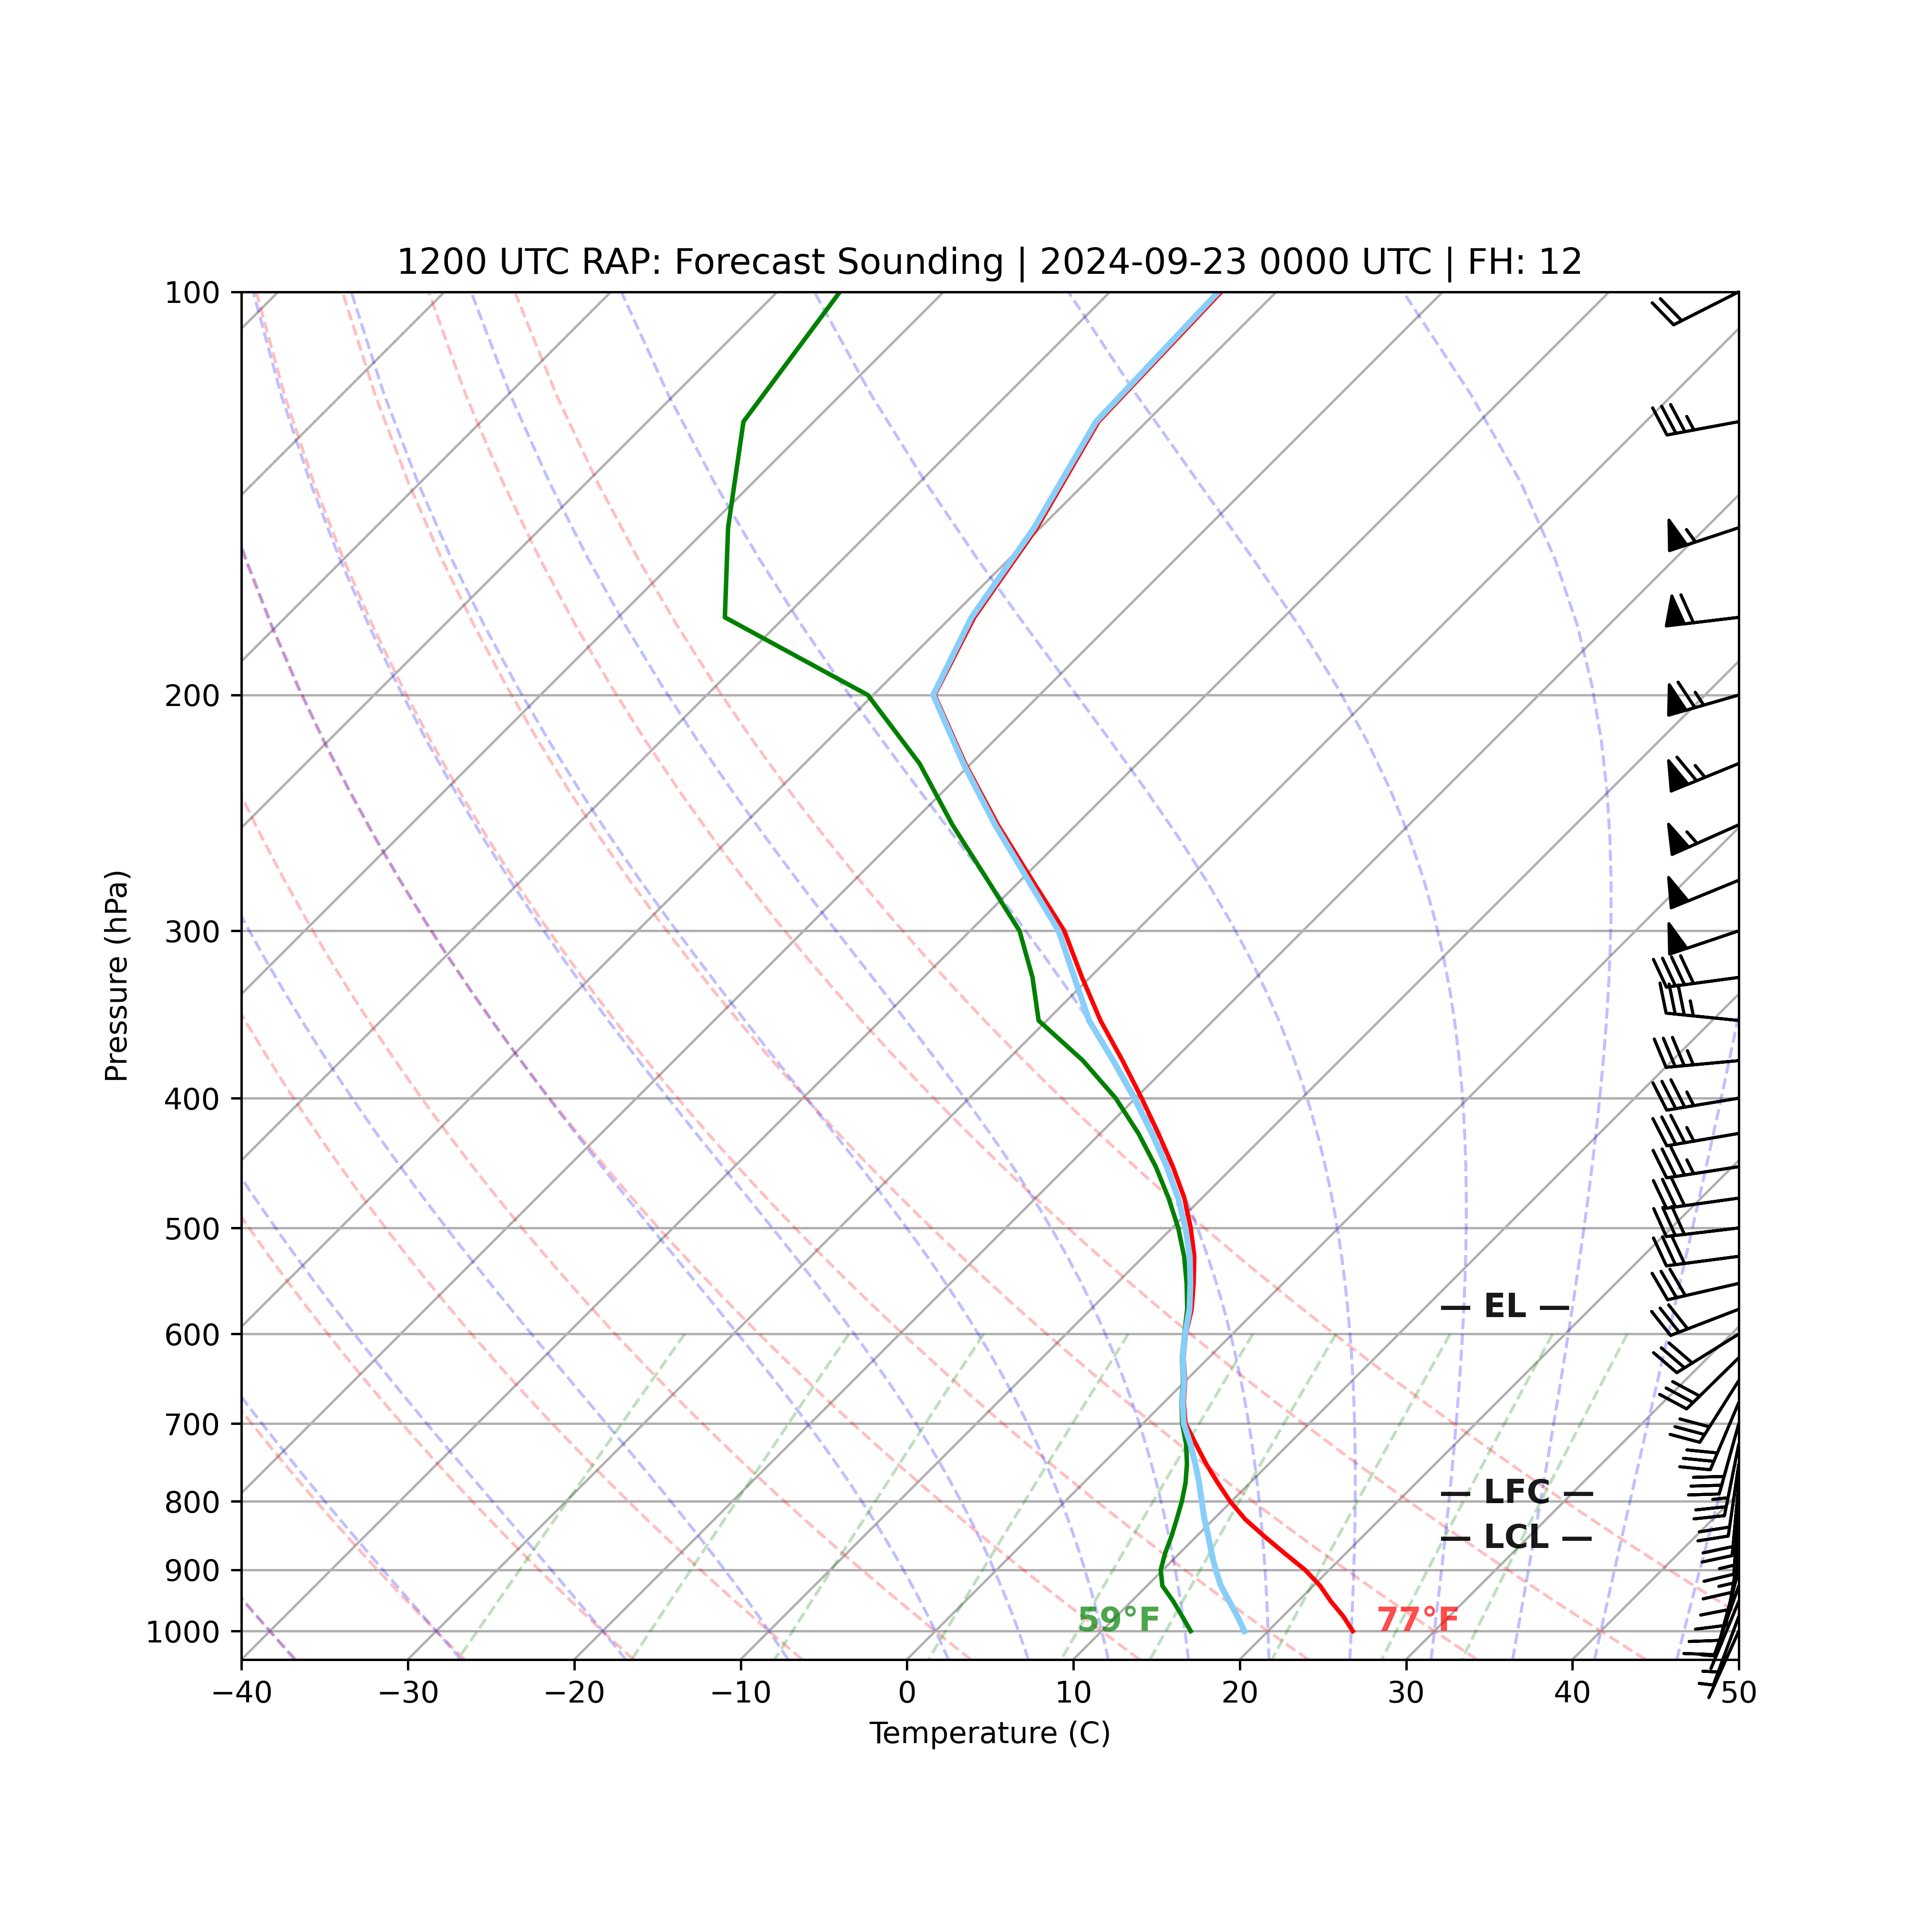 1200 UTC RAP: Forecast Sounding | 2024-09-23 0000 UTC | FH: 12
100
200
300
400
500
600
700
800
900
1000
Pressure (hPa)
— EL —
— LFC —
— LCL —
59°F
77°F
−40 −30 −20 −10 0 10 20 30 40 50
Temperature (C)